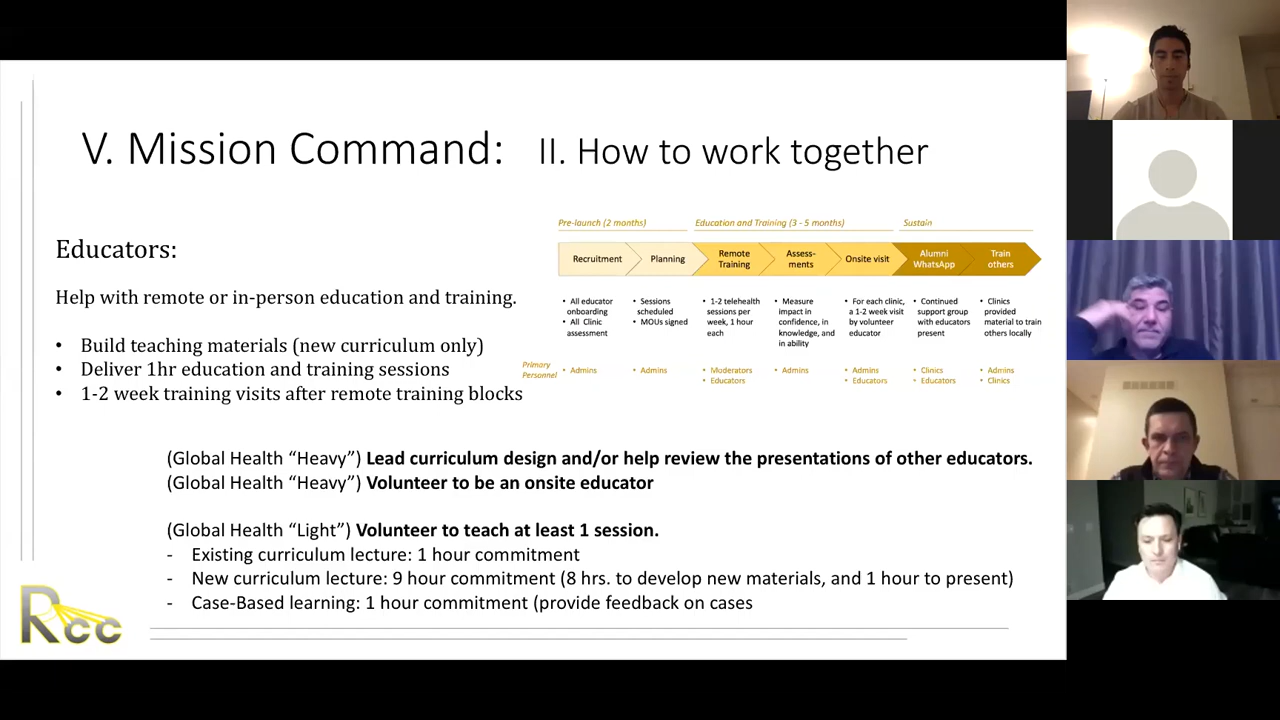 V. Mission Command: II. How to work together
Educators:
Help with remote or in-person education and training.
• Build teaching materials (new curriculum only)
• Deliver 1hr education and training sessions
• 1-2 week training visits after remote training blocks
Pre-launch (2 months)
Education and Training (3 - 5 months)
Sustain
Recruitment
Planning
Remote
Training
Assess-
ments
Onsite visit
Alumni
WhatsApp
Train
others
• All educator
onboarding
• All Clinic
assessment
• Sessions
scheduled
• MOUs signed
• 1-2 telehealth
sessions per
week, 1 hour
each
• Measure
impact in
confidence, in
knowledge, and
in ability
• For each clinic,
a 1-2 week visit
by volunteer
educator
• Continued
support group
with educators
present
• Clinics
provided
material to train
others locally
Primary
Personnel
• Admins
• Admins
• Moderators
• Educators
• Admins
• Admins
• Educators
• Clinics
• Educators
• Admins
• Clinics
(Global Health “Heavy”) Lead curriculum design and/or help review the presentations of other educators.
(Global Health “Heavy”) Volunteer to be an onsite educator
(Global Health “Light”) Volunteer to teach at least 1 session.
- Existing curriculum lecture: 1 hour commitment
- New curriculum lecture: 9 hour commitment (8 hrs. to develop new materials, and 1 hour to present)
- Case-Based learning: 1 hour commitment (provide feedback on cases
Rcc